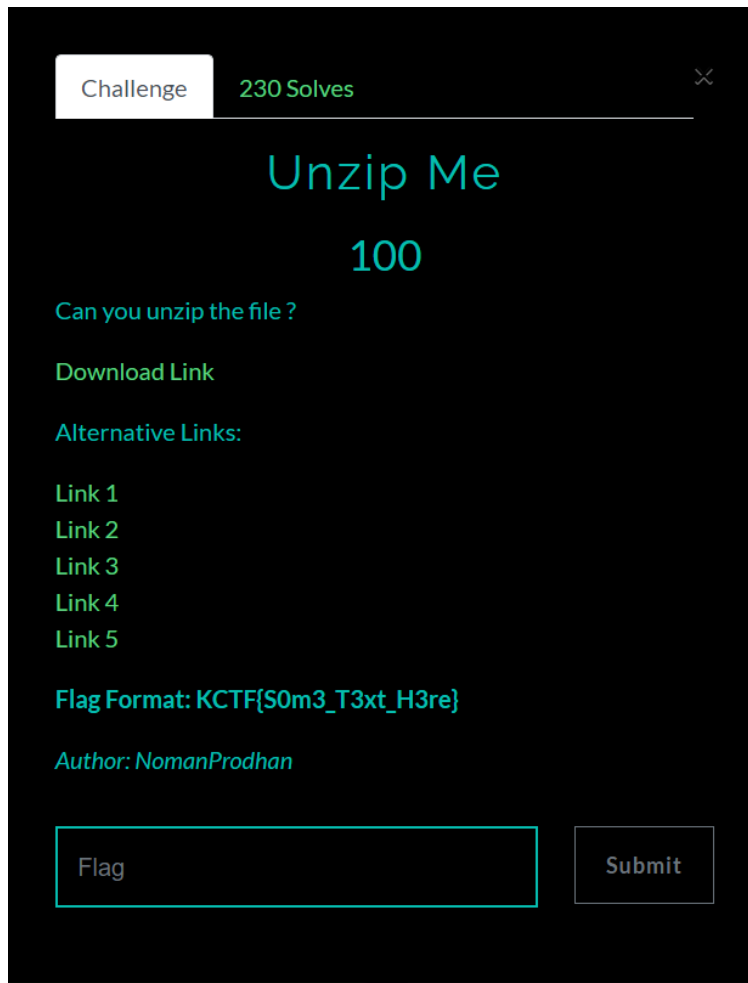 Challenge
230 Solves
Unzip Me
100
Can you unzip the file ?
Download Link
Alternative Links:
Link 1
Link 2
Link 3
Link 4
Link 5
Flag Format: KCTF{S0m3_T3xt_H3re}
Author: NomanProdhan
Flag
Submit